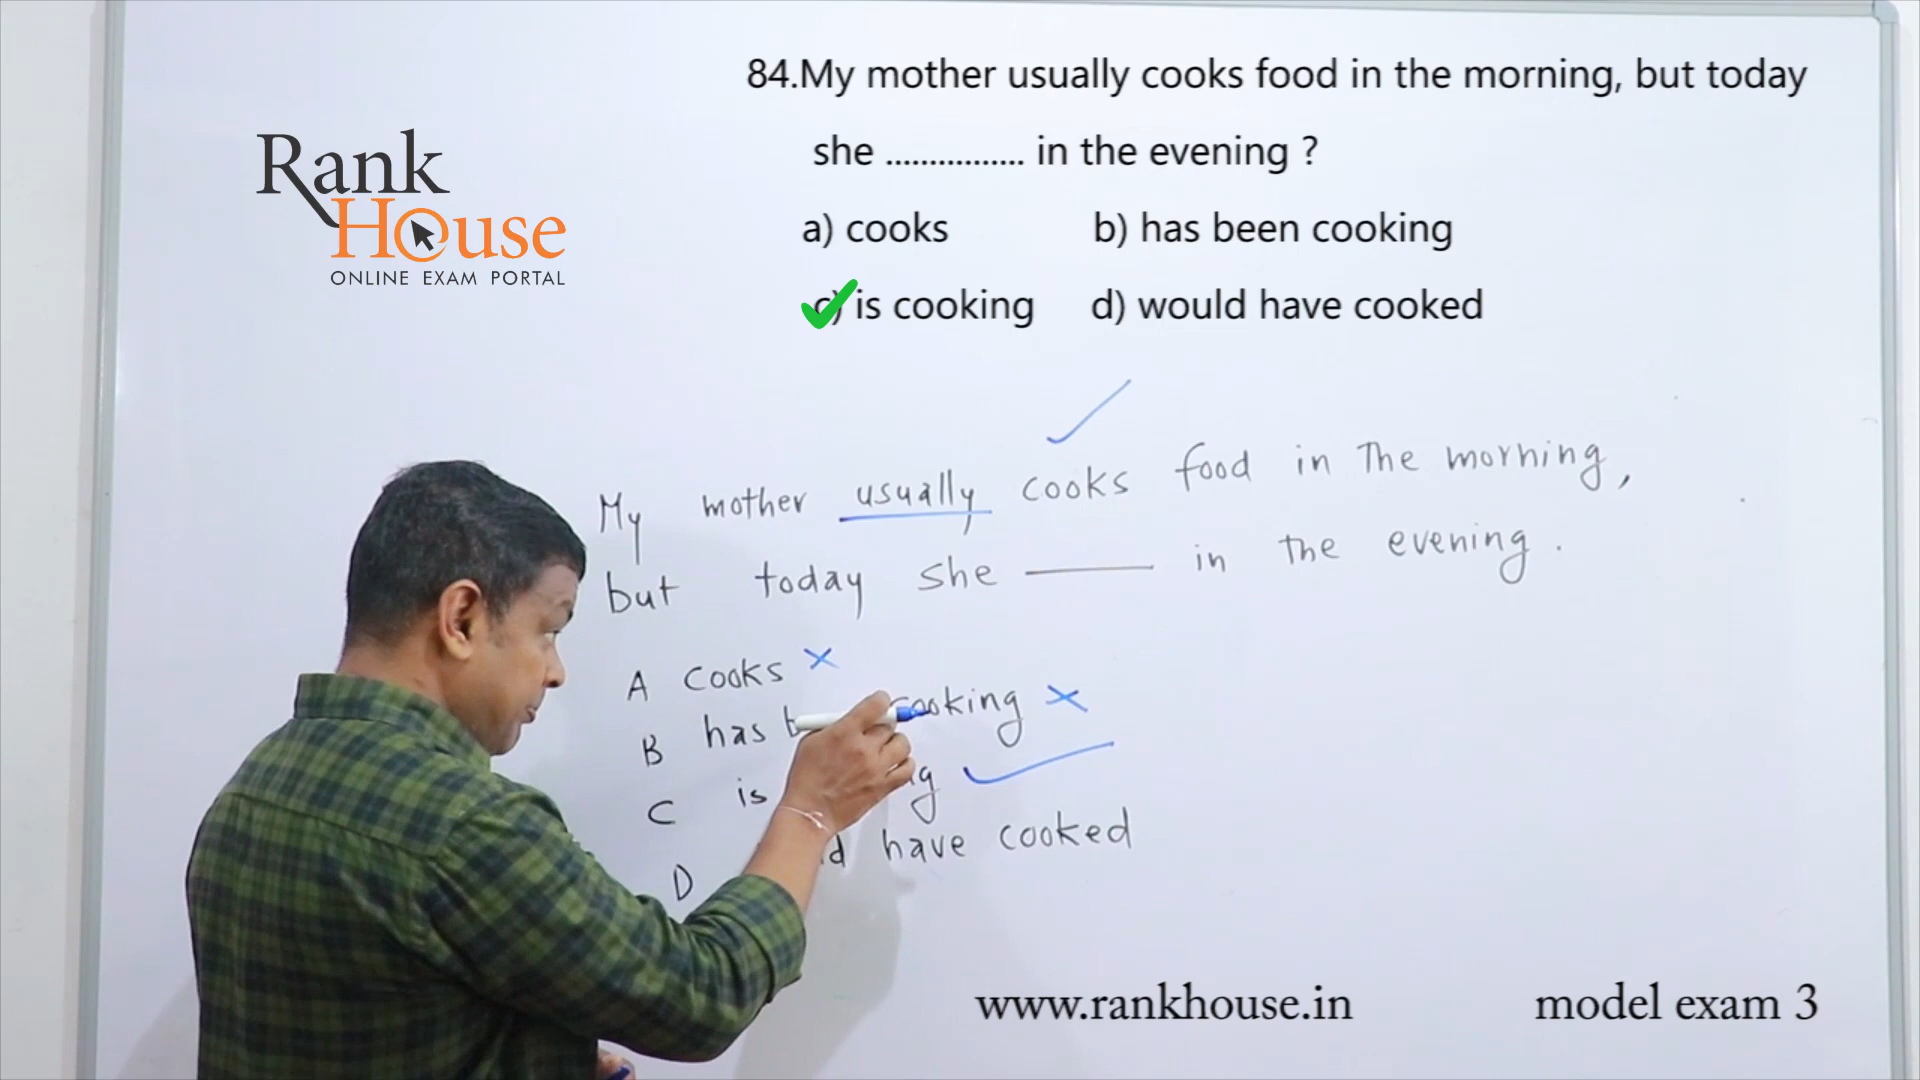 84.My mother usually cooks food in the morning, but today
she ................ in the evening ?
a) cooks b) has been cooking
c) is cooking d) would have cooked
Rank
House
ONLINE EXAM PORTAL
My mother usually cooks food in The morning,
but today she ——— in the evening.
A cooks ×
B has cooking ×
C is
D have cooked
www.rankhouse.in model exam 3